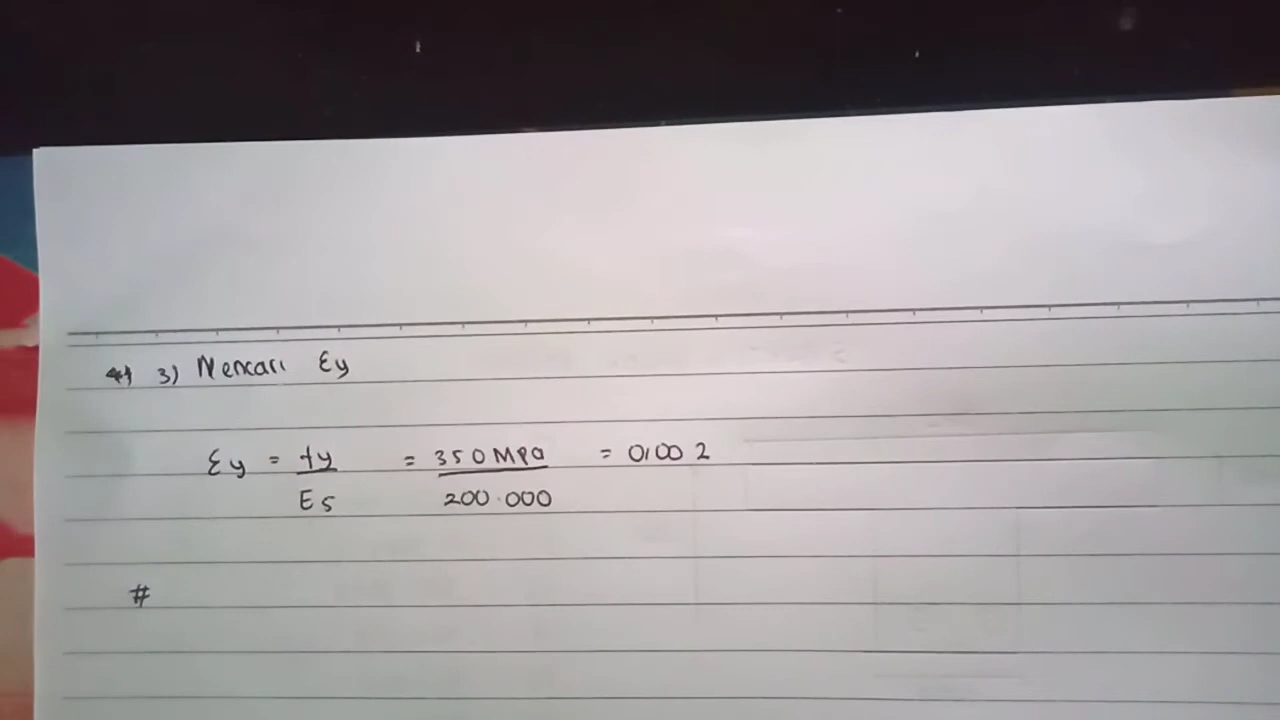 3) Mencari εy
εy = fy = 350 MPa = 0,002
Es 200.000
#